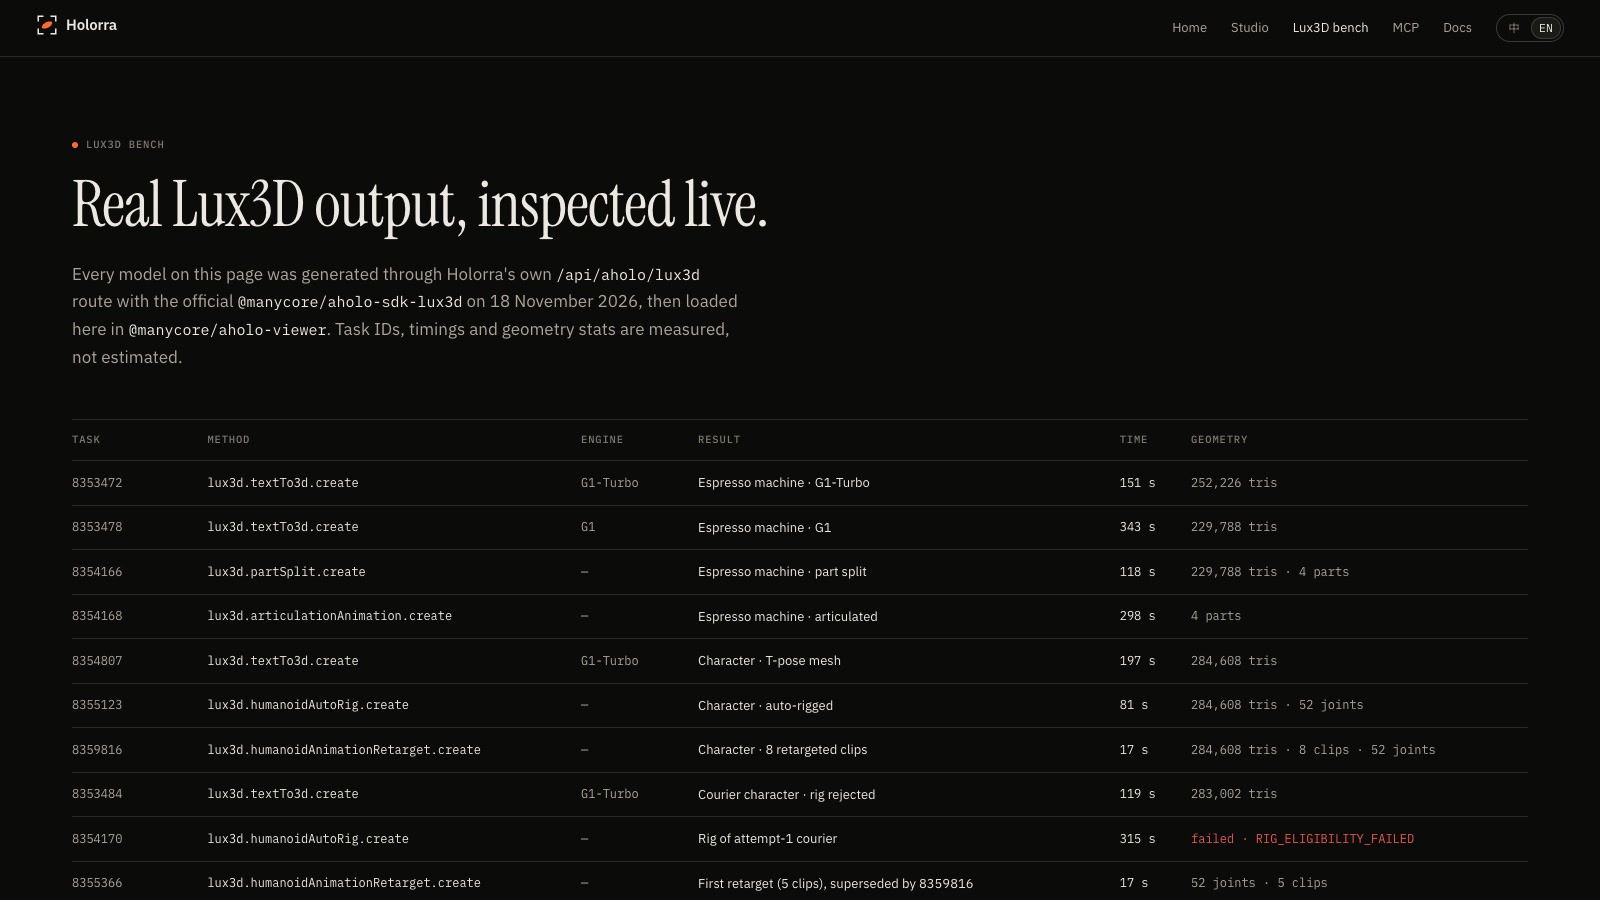 Holorra
Home Studio Lux3D bench MCP Docs 中 EN
LUX3D BENCH
Real Lux3D output, inspected live.
Every model on this page was generated through Holorra's own /api/aholo/lux3d
route with the official @manycore/aholo-sdk-lux3d on 18 November 2026, then loaded
here in @manycore/aholo-viewer. Task IDs, timings and geometry stats are measured,
not estimated.
TASK METHOD ENGINE RESULT TIME GEOMETRY
8353472 lux3d.textTo3d.create G1-Turbo Espresso machine · G1-Turbo 151 s 252,226 tris
8353478 lux3d.textTo3d.create G1 Espresso machine · G1 343 s 229,788 tris
8354166 lux3d.partSplit.create — Espresso machine · part split 118 s 229,788 tris · 4 parts
8354168 lux3d.articulationAnimation.create — Espresso machine · articulated 298 s 4 parts
8354807 lux3d.textTo3d.create G1-Turbo Character · T-pose mesh 197 s 284,608 tris
8355123 lux3d.humanoidAutoRig.create — Character · auto-rigged 81 s 284,608 tris · 52 joints
8359816 lux3d.humanoidAnimationRetarget.create — Character · 8 retargeted clips 17 s 284,608 tris · 8 clips · 52 joints
8353484 lux3d.textTo3d.create G1-Turbo Courier character · rig rejected 119 s 283,002 tris
8354170 lux3d.humanoidAutoRig.create — Rig of attempt-1 courier 315 s failed · RIG_ELIGIBILITY_FAILED
8355366 lux3d.humanoidAnimationRetarget.create — First retarget (5 clips), superseded by 8359816 17 s 52 joints · 5 clips